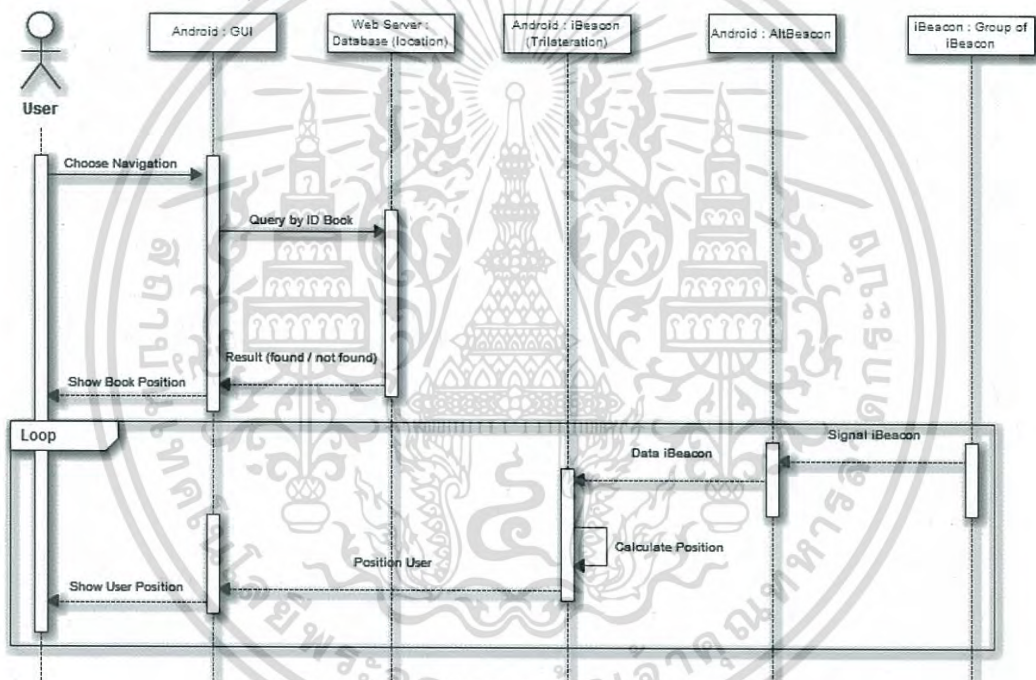 Android : GUI
Web Server :
Database (location)
Android : iBeacon
(Trilateration)
Android : AltBeacon
iBeacon : Group of
iBeacon
User
Choose Navigation
Query by ID Book
Result (found / not found)
Show Book Position
Loop
Signal iBeacon
Data iBeacon
Calculate Position
Position User
Show User Position